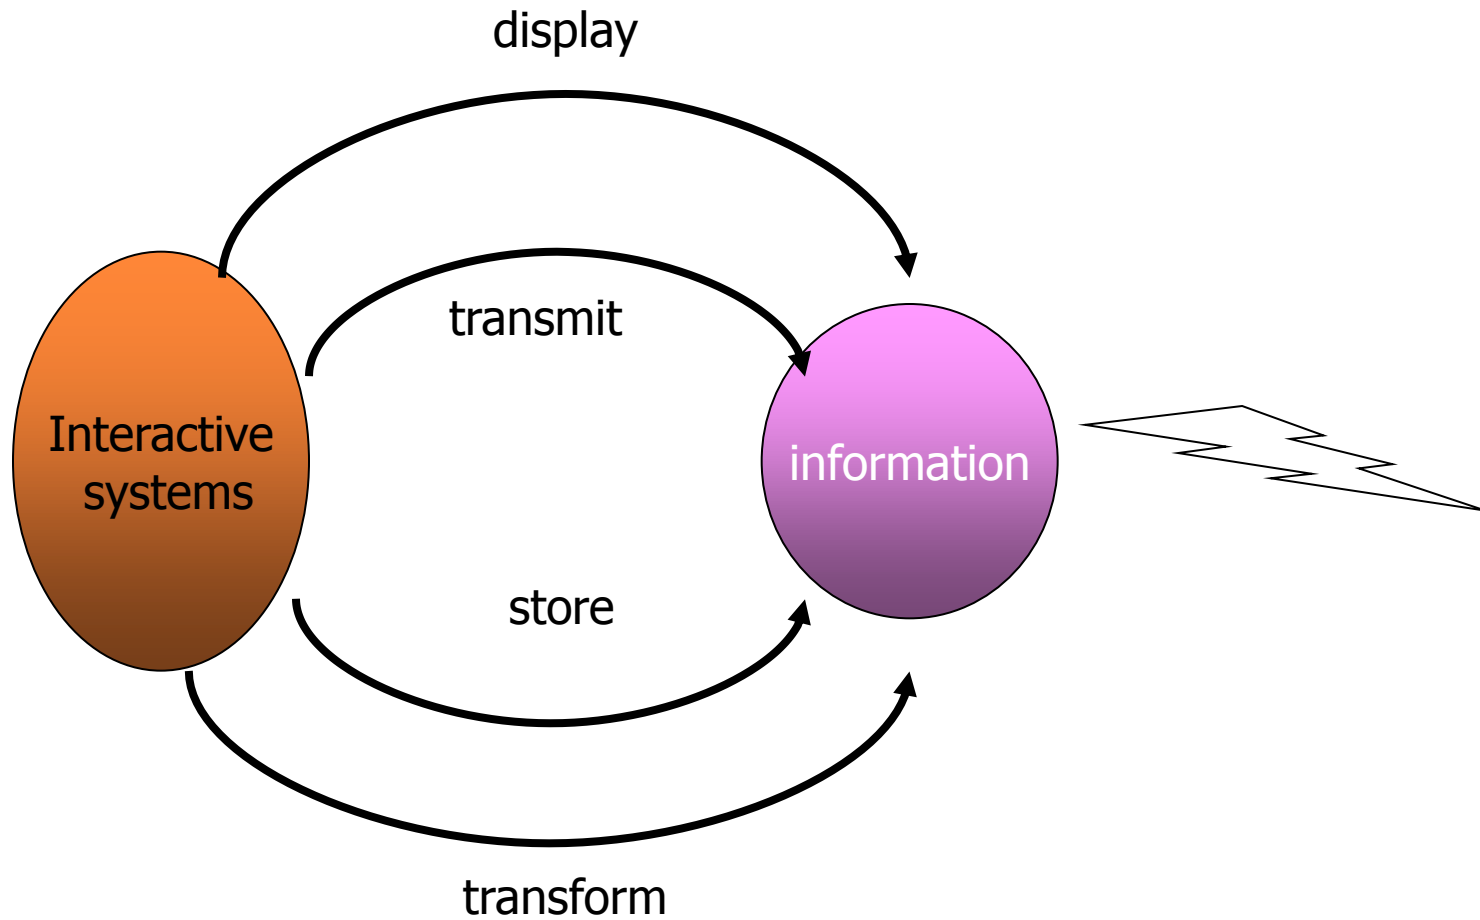 display
transmit
Interactive
systems
information
store
transform